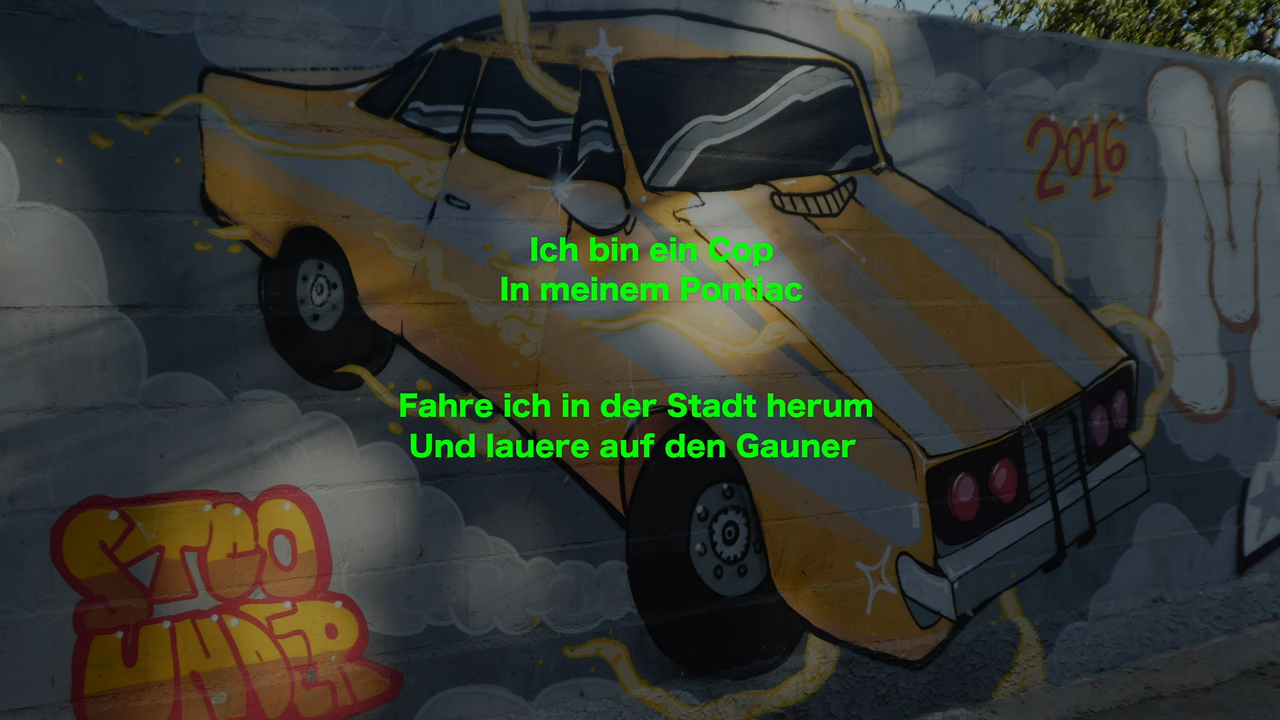 2016
Ich bin ein Cop
In meinem Pontiac
Fahre ich in der Stadt herum
Und lauere auf den Gauner